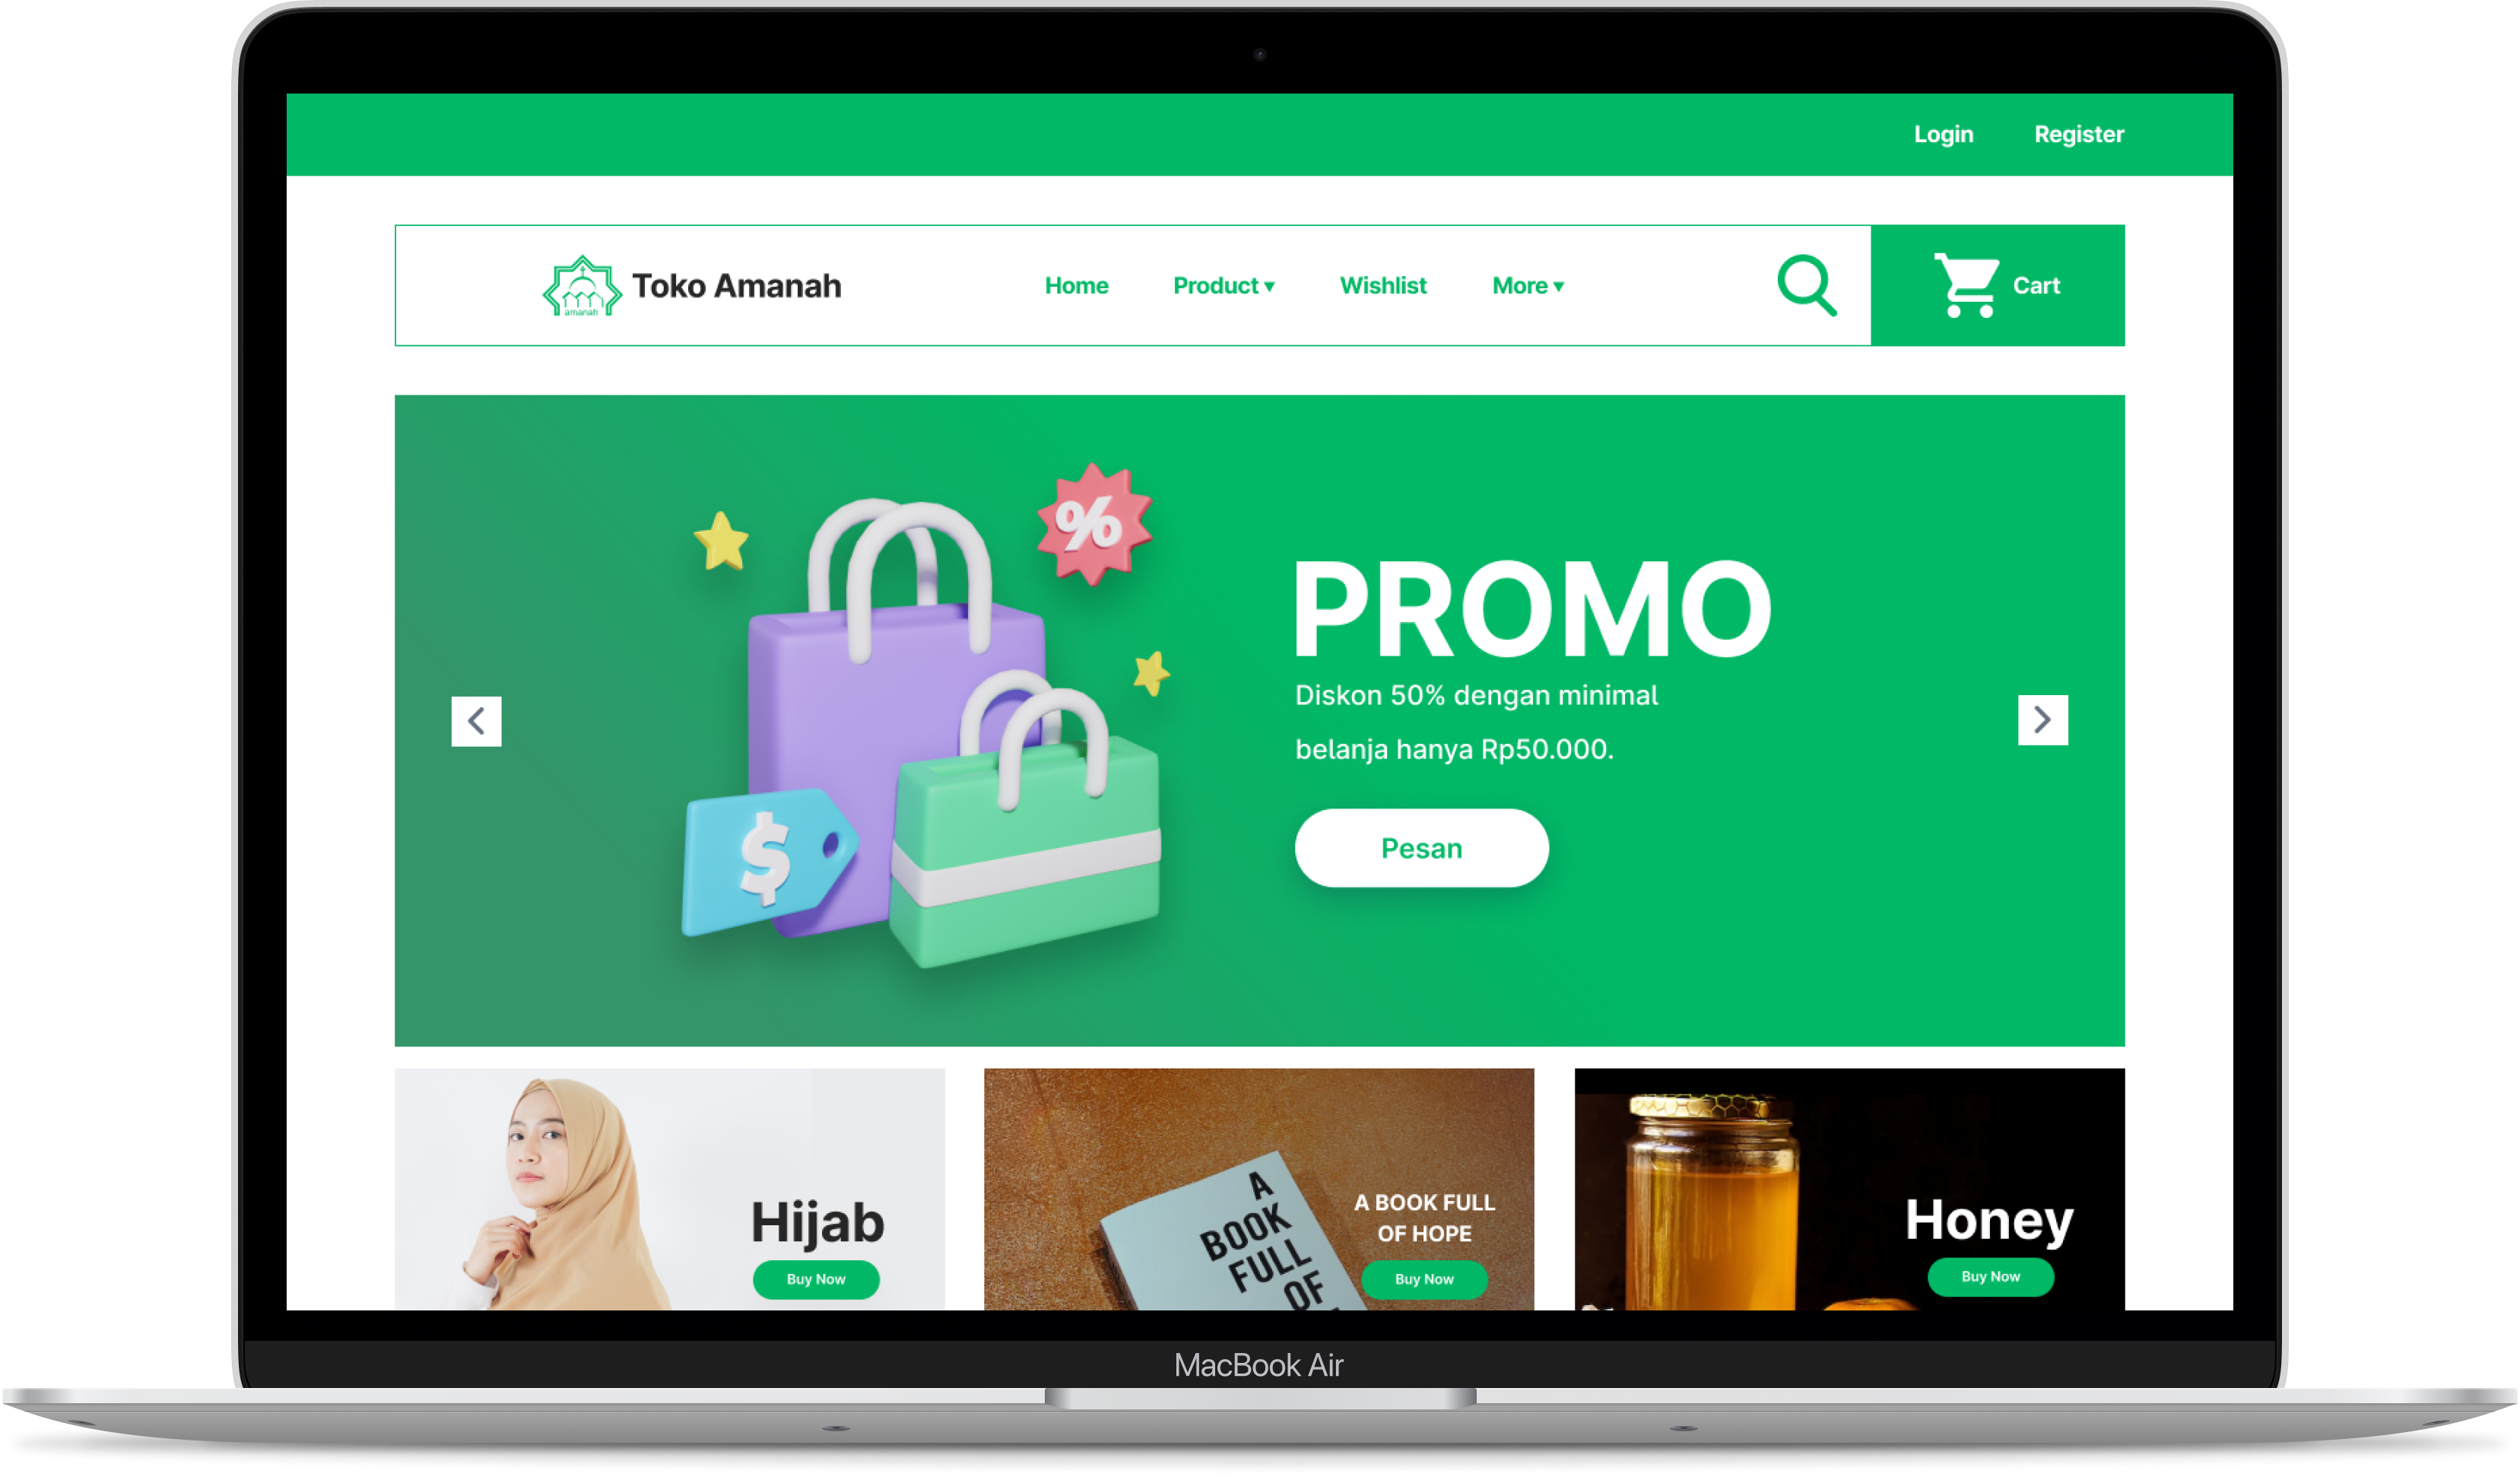 Login Register
amanah
Toko Amanah
Home Product ▾ Wishlist More ▾
Cart
%
PROMO
Diskon 50% dengan minimal
belanja hanya Rp50.000.
$
Pesan
Hijab
Buy Now
A
BOOK
FULL
OF
A BOOK FULL
OF HOPE
Buy Now
Honey
Buy Now
MacBook Air